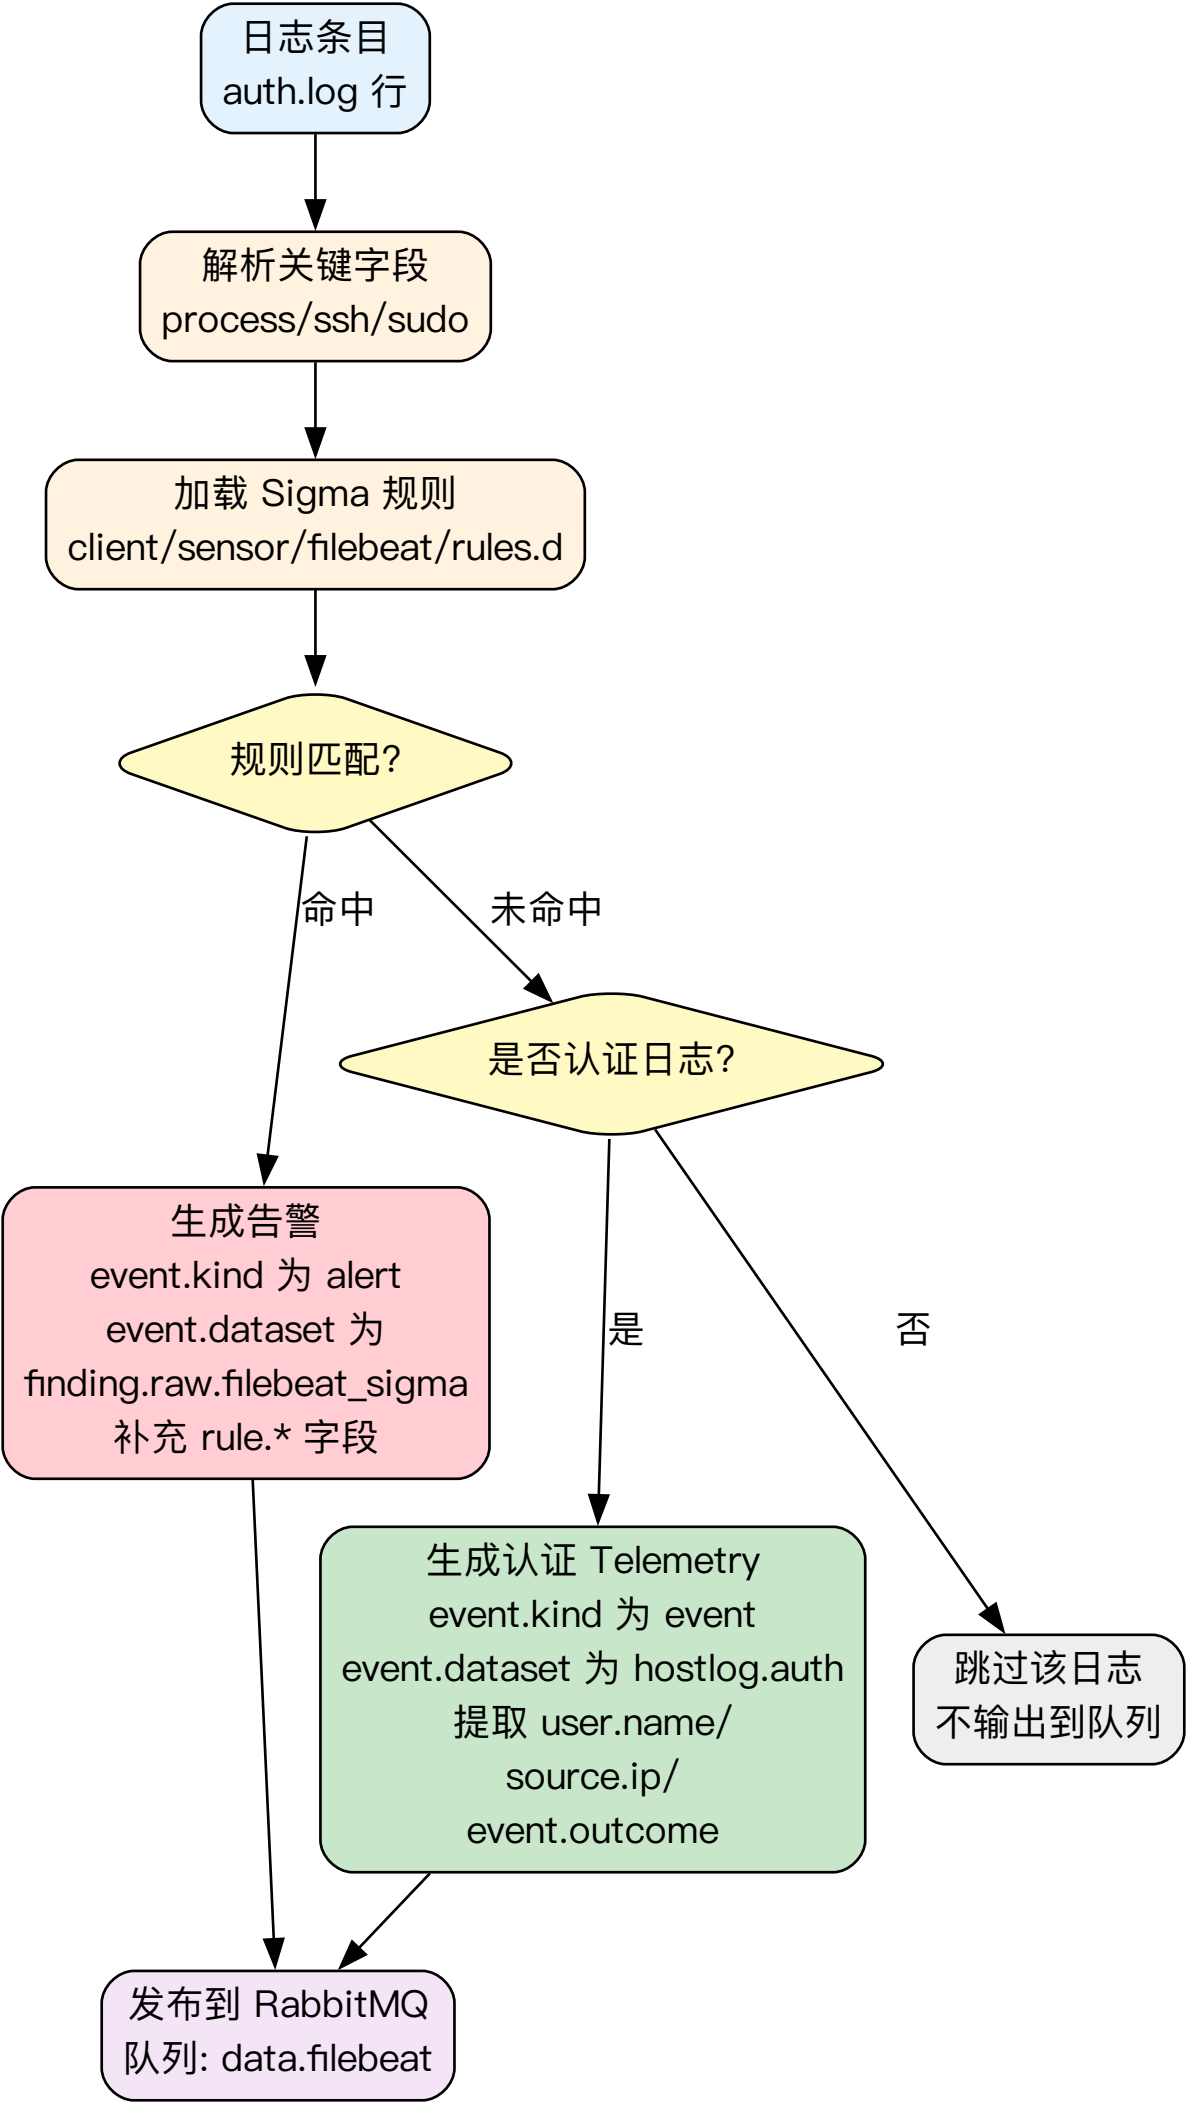 日志条目
auth.log 行
解析关键字段
process/ssh/sudo
加载 Sigma 规则
client/sensor/filebeat/rules.d
规则匹配?
命中
未命中
是否认证日志?
生成告警
event.kind 为 alert
event.dataset 为
finding.raw.filebeat_sigma
补充 rule.* 字段
是
否
生成认证 Telemetry
event.kind 为 event
event.dataset 为 hostlog.auth
提取 user.name/
source.ip/
event.outcome
跳过该日志
不输出到队列
发布到 RabbitMQ
队列: data.filebeat